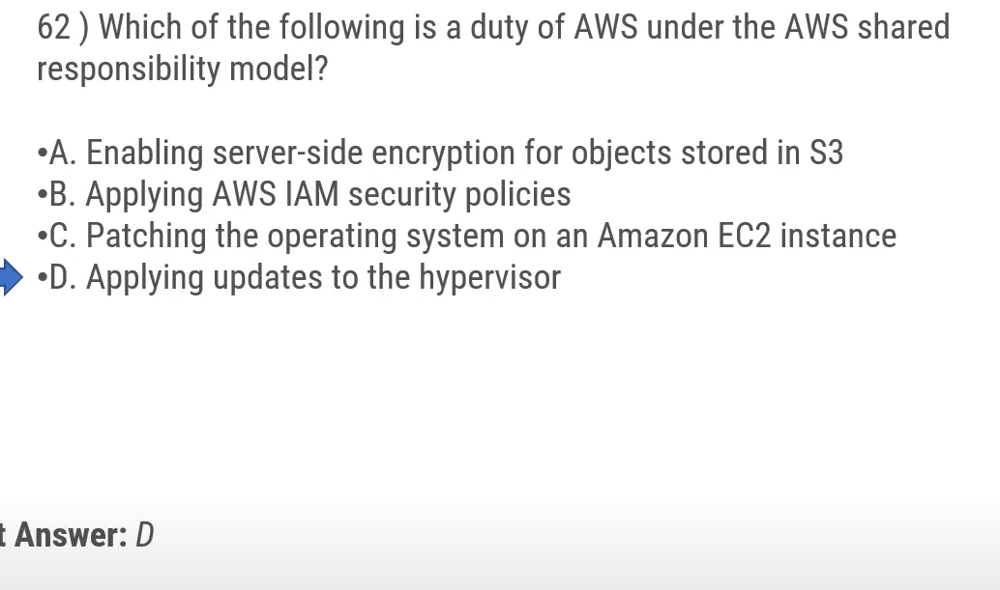 62 ) Which of the following is a duty of AWS under the AWS shared
responsibility model?
•A. Enabling server-side encryption for objects stored in S3
•B. Applying AWS IAM security policies
•C. Patching the operating system on an Amazon EC2 instance
•D. Applying updates to the hypervisor
t Answer: D